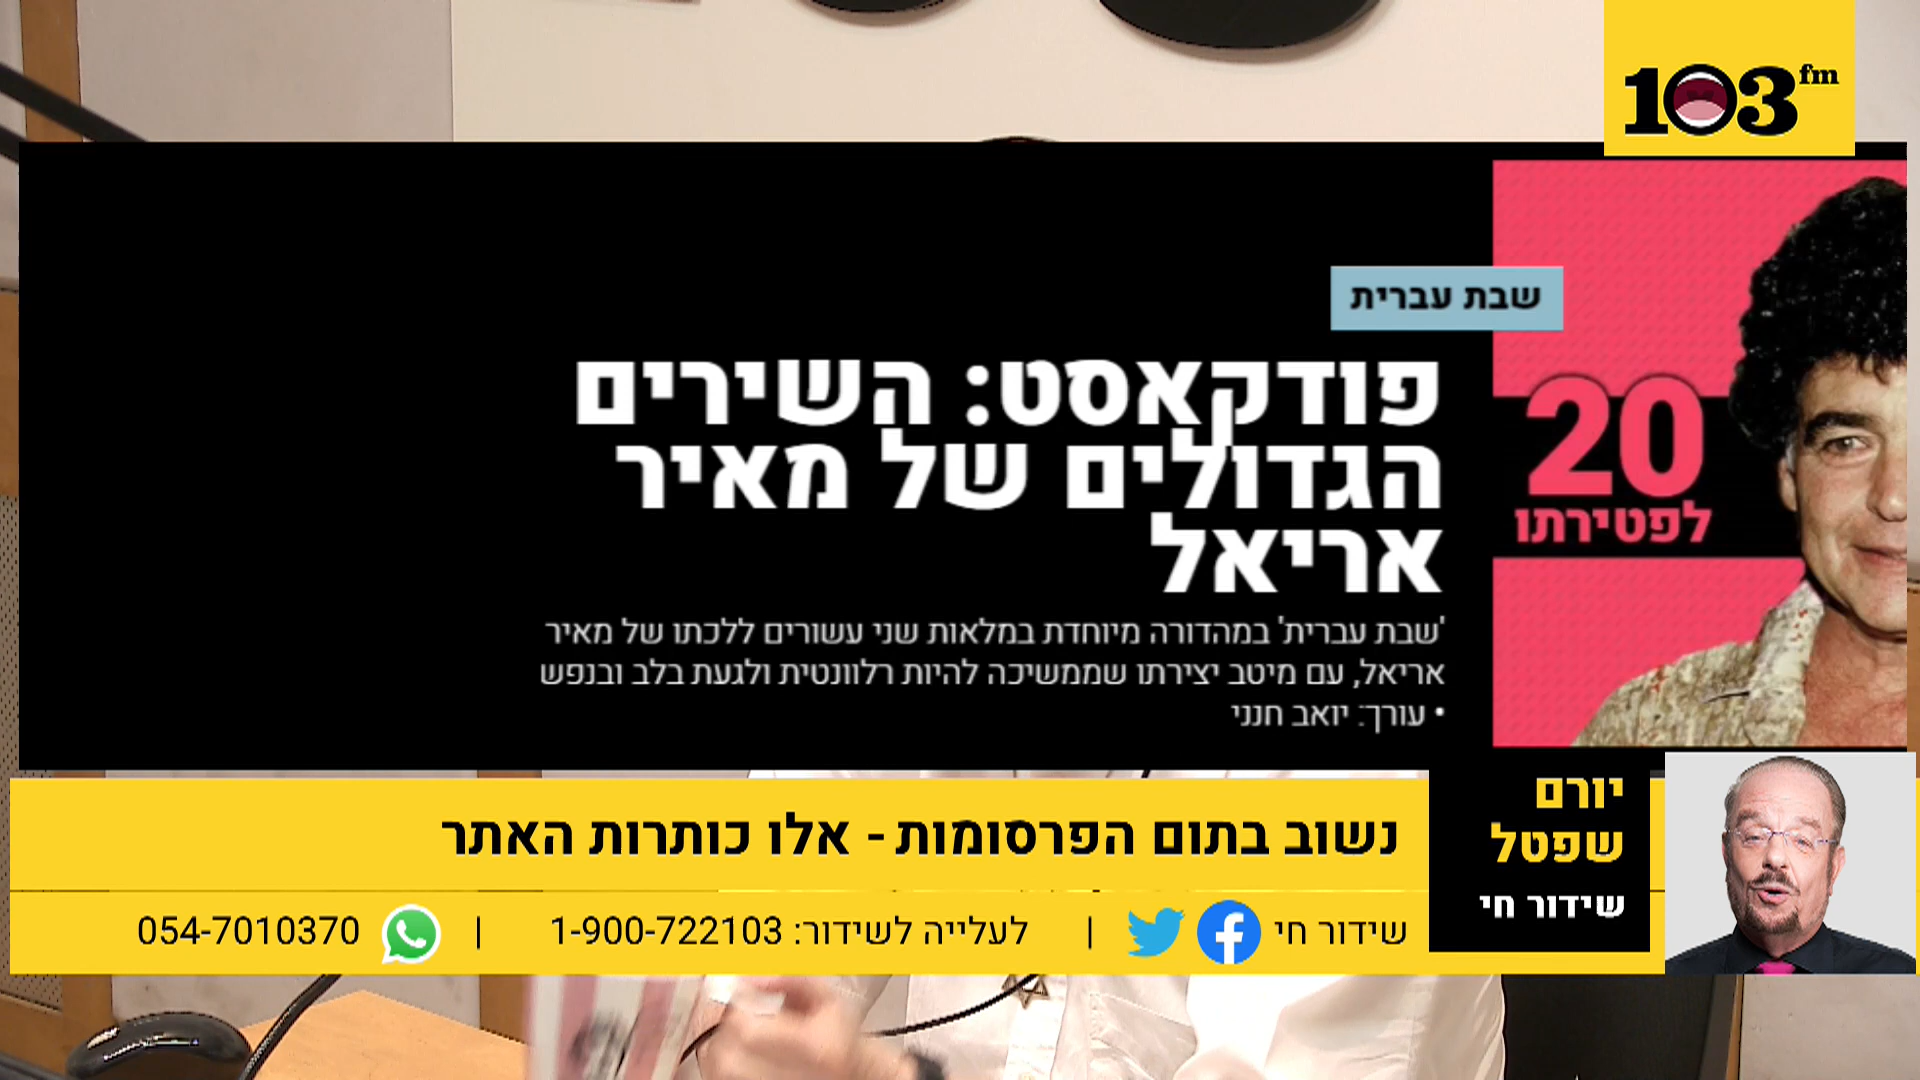 103fm
שבת עברית
פודקאסט: השירים
הגדולים של מאיר
אריאל
'שבת עברית' במהדורה מיוחדת במלאות שני עשורים ללכתו של מאיר
אריאל, עם מיטב יצירתו שממשיכה להיות רלוונטית ולגעת בלב ובנפש
• עורך: יואב חנני
20
לפטירתו
יורם
שפטל
שידור חי
נשוב בתום הפרסומות - אלו כותרות האתר
שידור חי | לעלייה לשידור: 1-900-722103 | 054-7010370